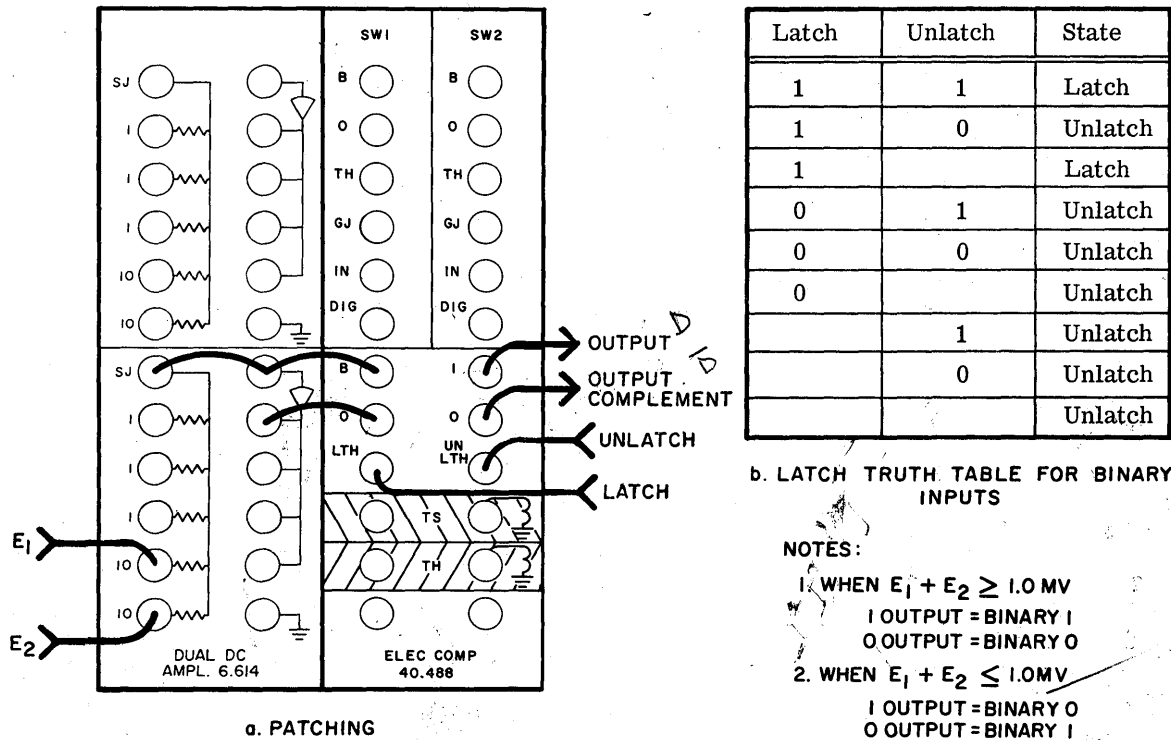 SW1 SW2
SJ B B
1 O O
1 TH TH
1 GJ GJ
10 IN IN
10 DIG DIG
SJ B 1
1 O O
1 LTH UN LTH
1 TS
10 TH
10
E1
E2
DUAL DC
AMPL. 6.614
ELEC COMP
40.488
OUTPUT
OUTPUT
COMPLEMENT
UNLATCH
LATCH
a. PATCHING
Latch Unlatch State
1 1 Latch
1 0 Unlatch
1 Latch
0 1 Unlatch
0 0 Unlatch
0 Unlatch
1 Unlatch
0 Unlatch
Unlatch
b. LATCH TRUTH TABLE FOR BINARY
INPUTS
NOTES:
1. WHEN E1 + E2 ≥ 1.0 MV
1 OUTPUT = BINARY 1
0 OUTPUT = BINARY 0
2. WHEN E1 + E2 ≤ 1.0MV
1 OUTPUT = BINARY 0
0 OUTPUT = BINARY 1